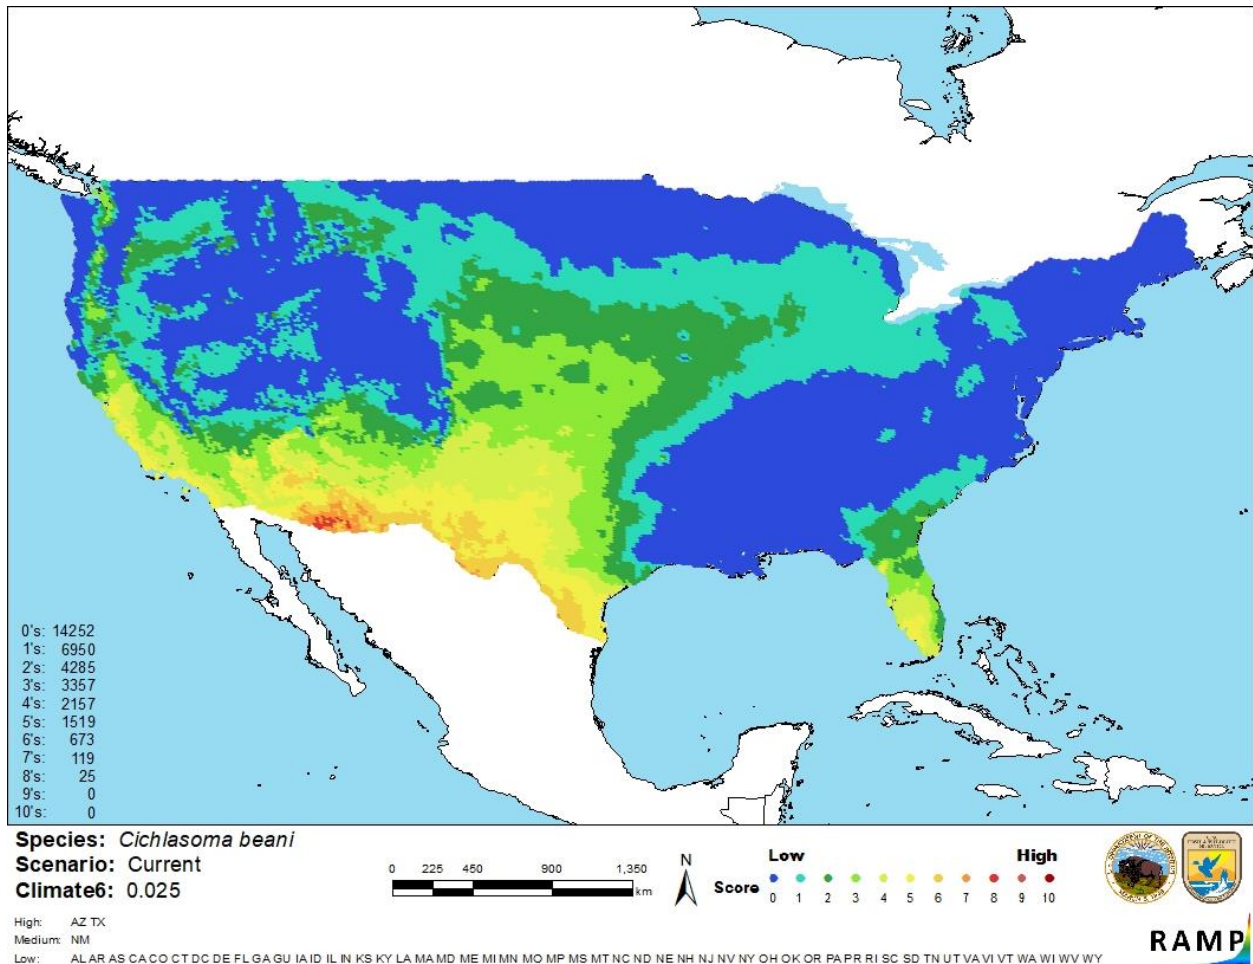 0's: 14252
1's: 6950
2's: 4285
3's: 3357
4's: 2157
5's: 1519
6's: 673
7's: 119
8's: 25
9's: 0
10's: 0
Species: Cichlasoma beani
Scenario: Current
Climate6: 0.025
0 225 450 900 1,350
km
N
Low High
Score
0 1 2 3 4 5 6 7 8 9 10
High: AZ TX
Medium: NM
Low: AL AR AS CA CO CT DC DE FL GA GU IA ID IL IN KS KY LA MA MD ME MI MN MO MP MS MT NC ND NE NH NJ NV NY OH OK OR PA PR RI SC SD TN UT VA VI VT WA WI WV WY
RAMP